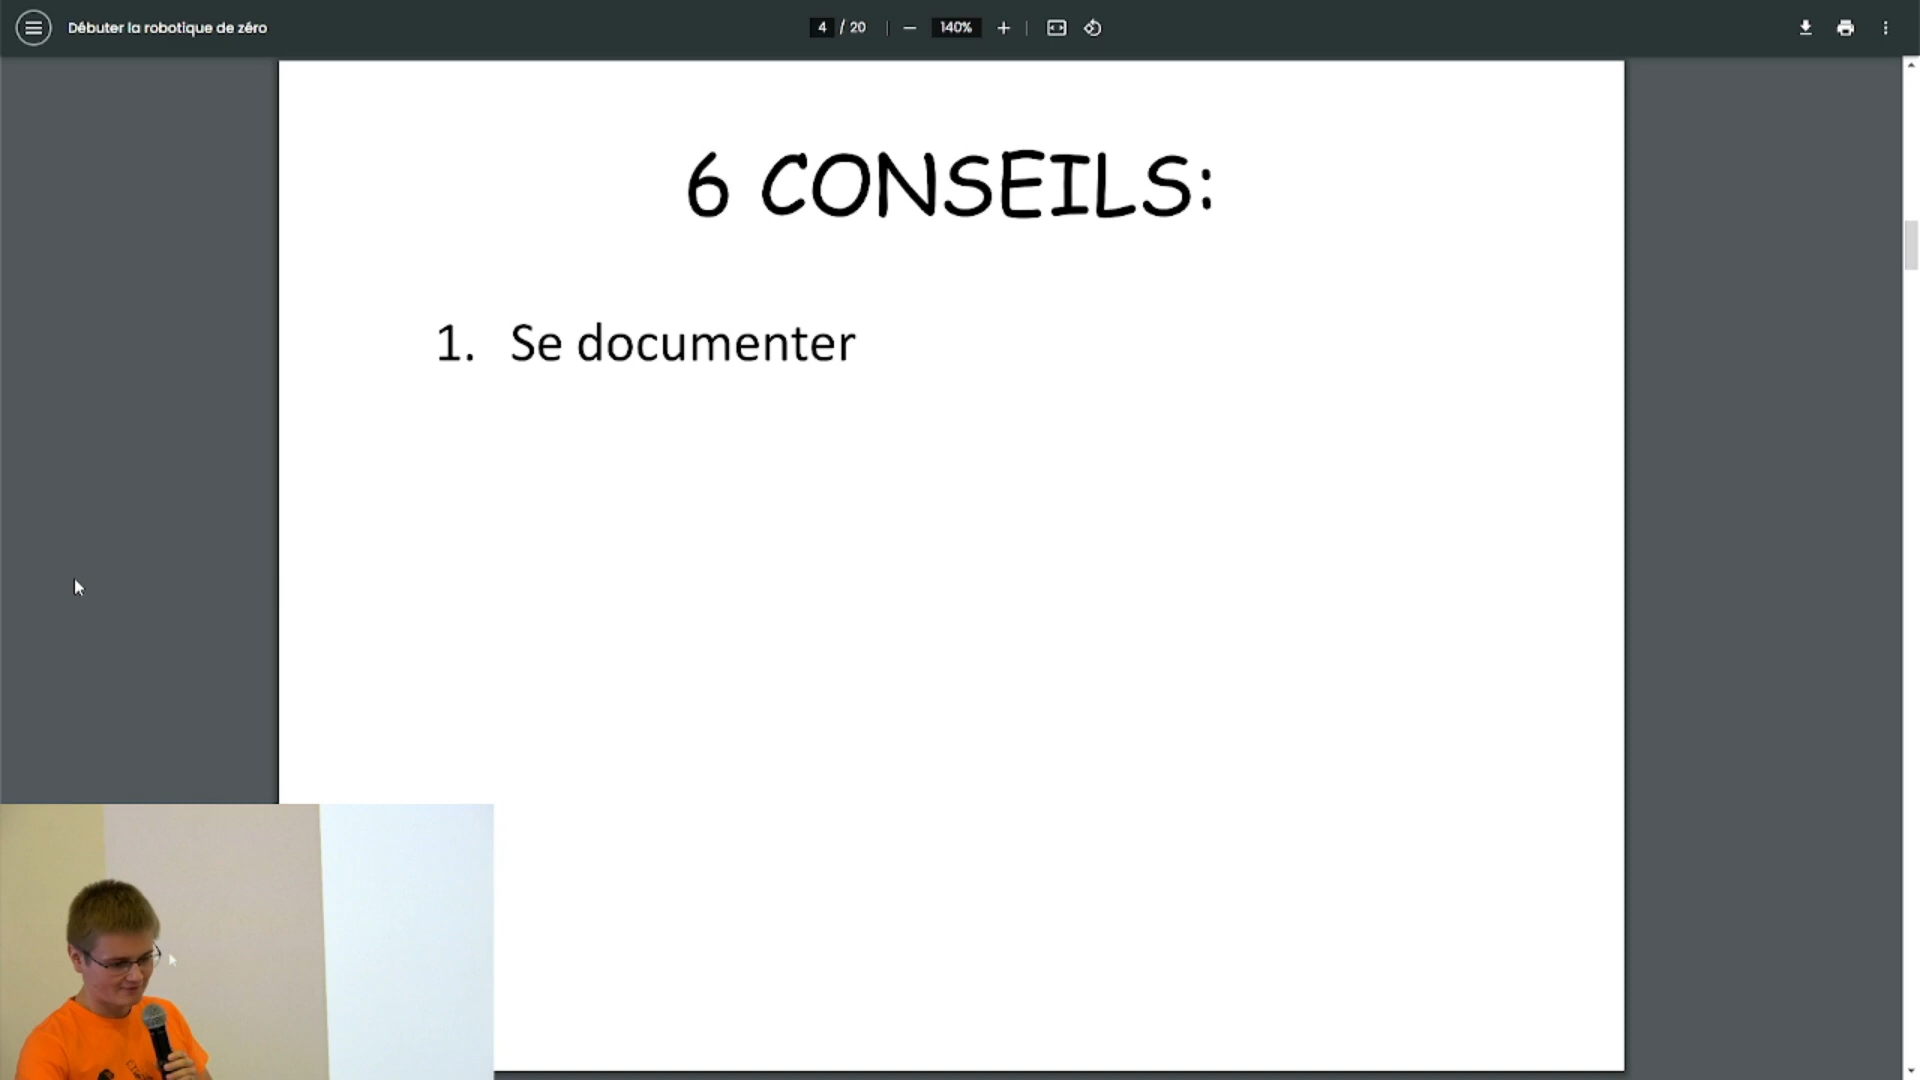 Débuter la robotique de zéro
4 / 20
140%
6 CONSEILS:
1. Se documenter